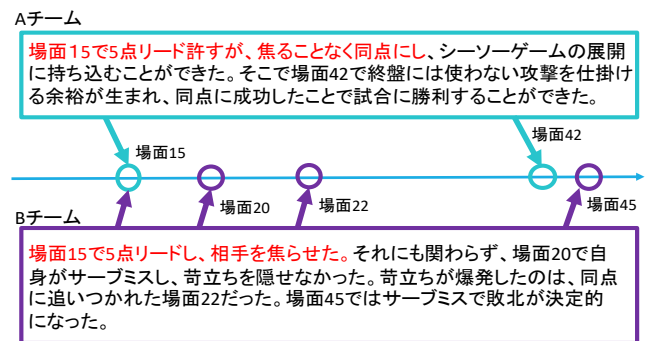 Aチーム
場面15で5点リード許すが、焦ることなく同点にし、シーソーゲームの展開
に持ち込むことができた。そこで場面42で終盤には使わない攻撃を仕掛け
る余裕が生まれ、同点に成功したことで試合に勝利することができた。
場面42
場面15
場面20
場面22
場面45
Bチーム
場面15で5点リードし、相手を焦らせた。それにも関わらず、場面20で自
身がサーブミスし、苛立ちを隠せなかった。苛立ちが爆発したのは、同点
に追いつかれた場面22だった。場面45ではサーブミスで敗北が決定的
になった。